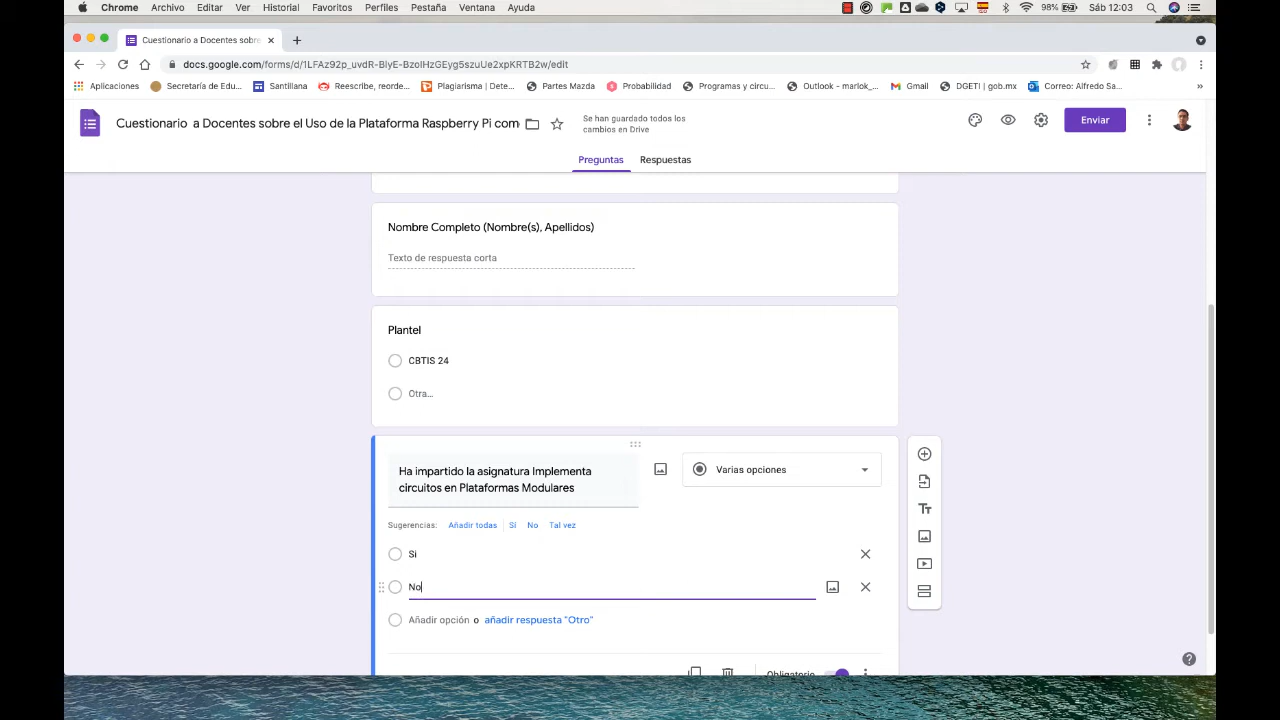 Chrome Archivo Editar Ver Historial Favoritos Perfiles Pestaña Ventana Ayuda 98% Sáb 12:03
Cuestionario a Docentes sobre
docs.google.com/forms/d/1LFAz92p_uvdR-BlyE-BzolHzGEyg5szuUe2xpKRTB2w/edit
Aplicaciones Secretaría de Edu... Santillana Reescribe, reorde... Plagiarisma | Dete... Partes Mazda Probabilidad Programas y circu... Outlook - marlok_... Gmail DGETI | gob.mx Correo: Alfredo Sa... »
Cuestionario a Docentes sobre el Uso de la Plataforma Raspberry Pi com
Se han guardado todos los
cambios en Drive
Enviar
Preguntas Respuestas
Nombre Completo (Nombre(s), Apellidos)
Texto de respuesta corta
Plantel
CBTIS 24
Otra...
Ha impartido la asignatura Implementa
circuitos en Plataformas Modulares
Varias opciones
Sugerencias: Añadir todas Sí No Tal vez
Si
No
Añadir opción o añadir respuesta "Otro"
Obligatorio